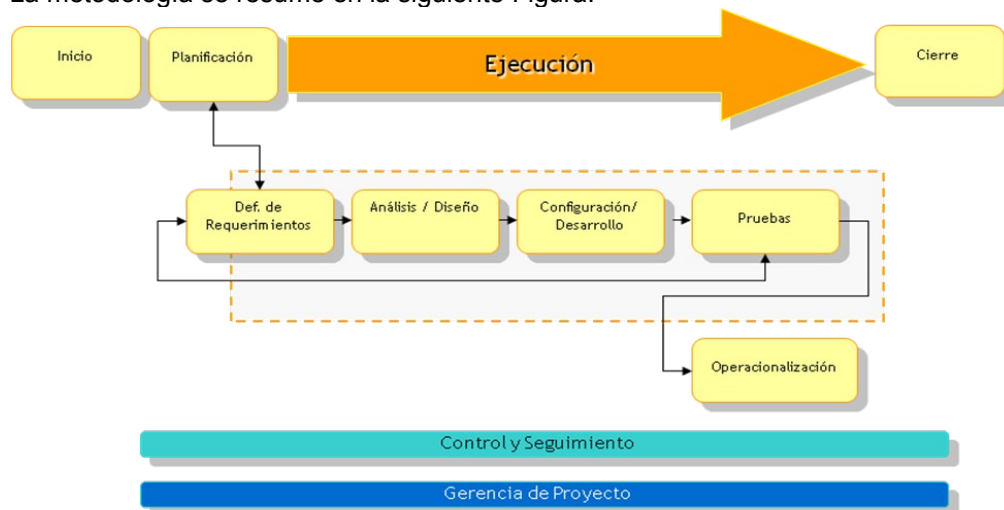 La metodología se resume en la siguiente Figura:
Inicio
Planificación
Ejecución
Cierre
Def. de
Requerimientos
Análisis / Diseño
Configuración/
Desarrollo
Pruebas
Operacionalización
Control y Seguimiento
Gerencia de Proyecto